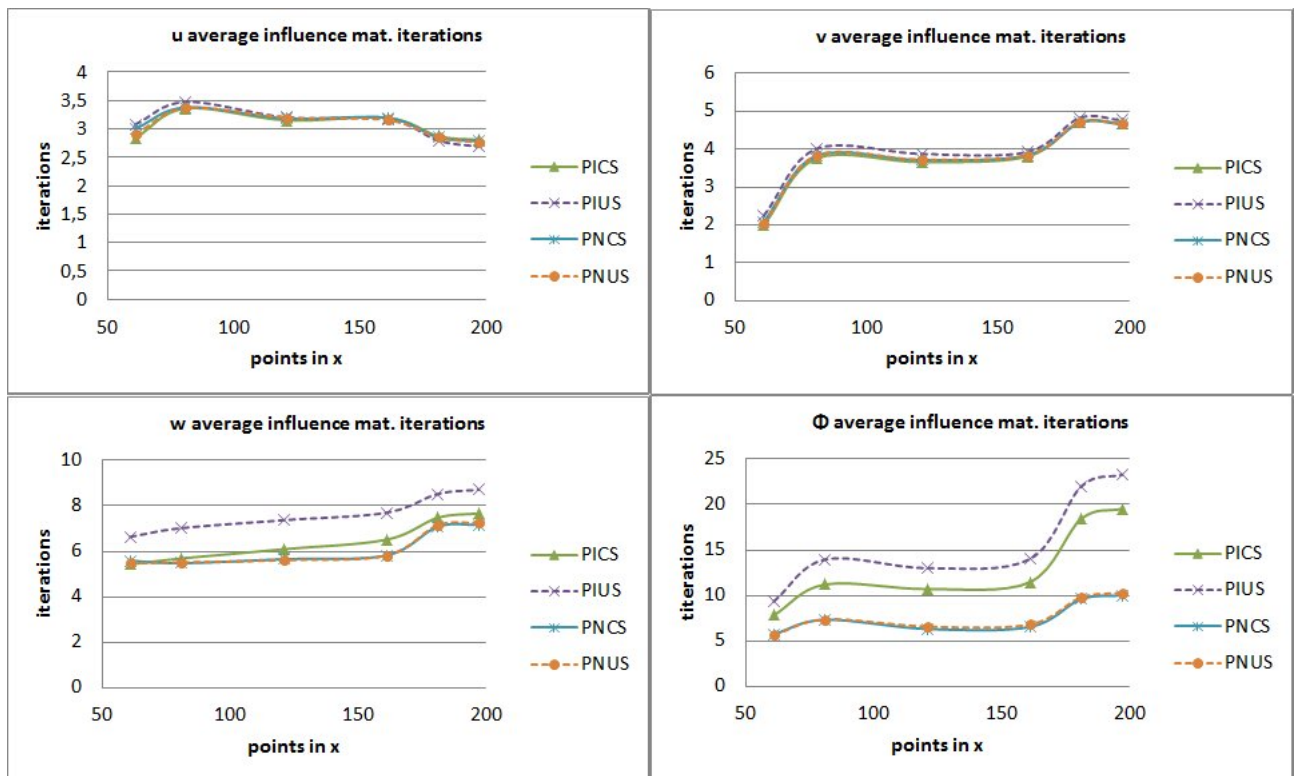 u average influence mat. iterations
4
3,5
3
2,5
2
1,5
1
0,5
0
iterations
50
100
150
200
points in x
PICS
PIUS
PNCS
PNUS
v average influence mat. iterations
6
5
4
3
2
1
0
iterations
50
100
150
200
points in x
PICS
PIUS
PNCS
PNUS
w average influence mat. iterations
10
8
6
4
2
0
iterations
50
100
150
200
points in x
PICS
PIUS
PNCS
PNUS
Φ average influence mat. iterations
25
20
15
10
5
0
titerations
50
100
150
200
points in x
PICS
PIUS
PNCS
PNUS